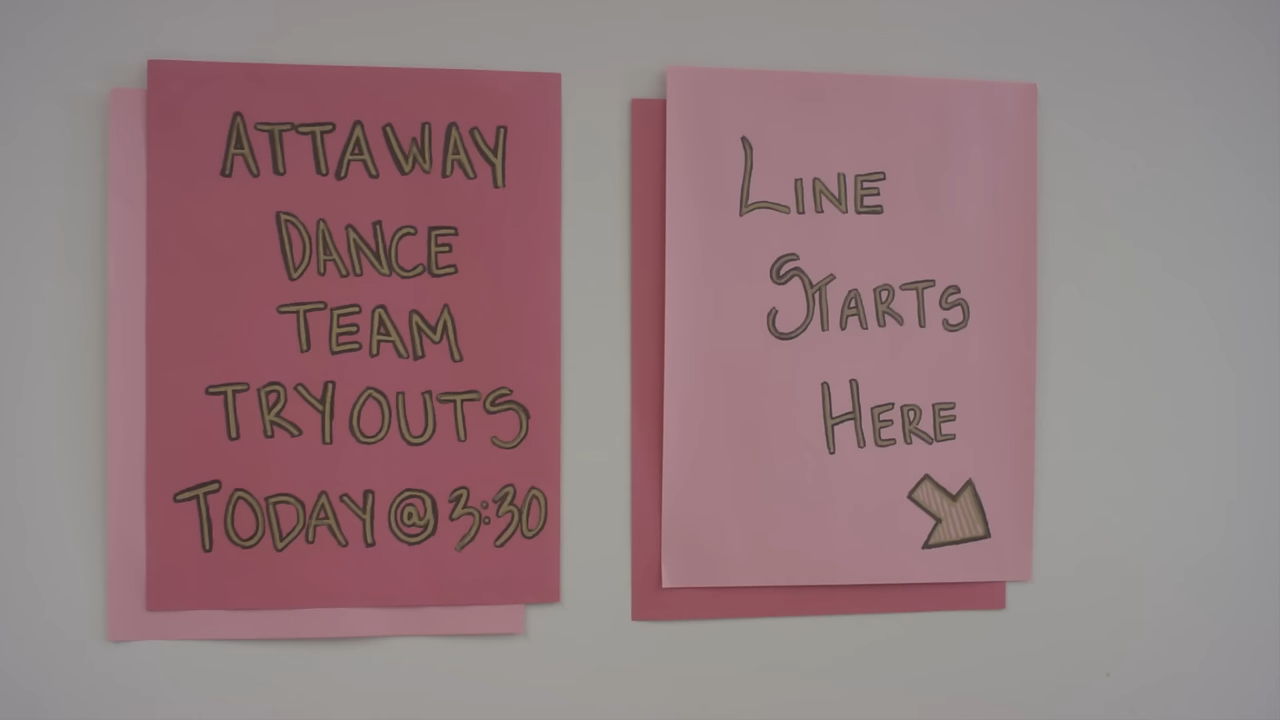 ATTAWAY
DANCE
TEAM
TRYOUTS
TODAY @ 3:30
LINE
STARTS
HERE